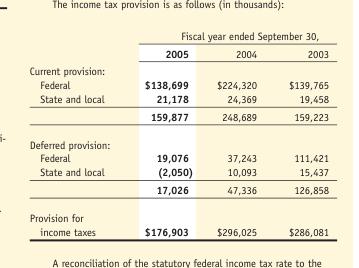 The income tax provision is as follows (in thousands):
Fiscal year ended September 30,
2005 2004 2003
Current provision:
Federal $138,699 $224,320 $139,765
State and local 21,178 24,369 19,458
159,877 248,689 159,223
i-
Deferred provision:
Federal 19,076 37,243 111,421
State and local (2,050) 10,093 15,437
17,026 47,336 126,858
Provision for
income taxes $176,903 $296,025 $286,081
A reconciliation of the statutory federal income tax rate to the